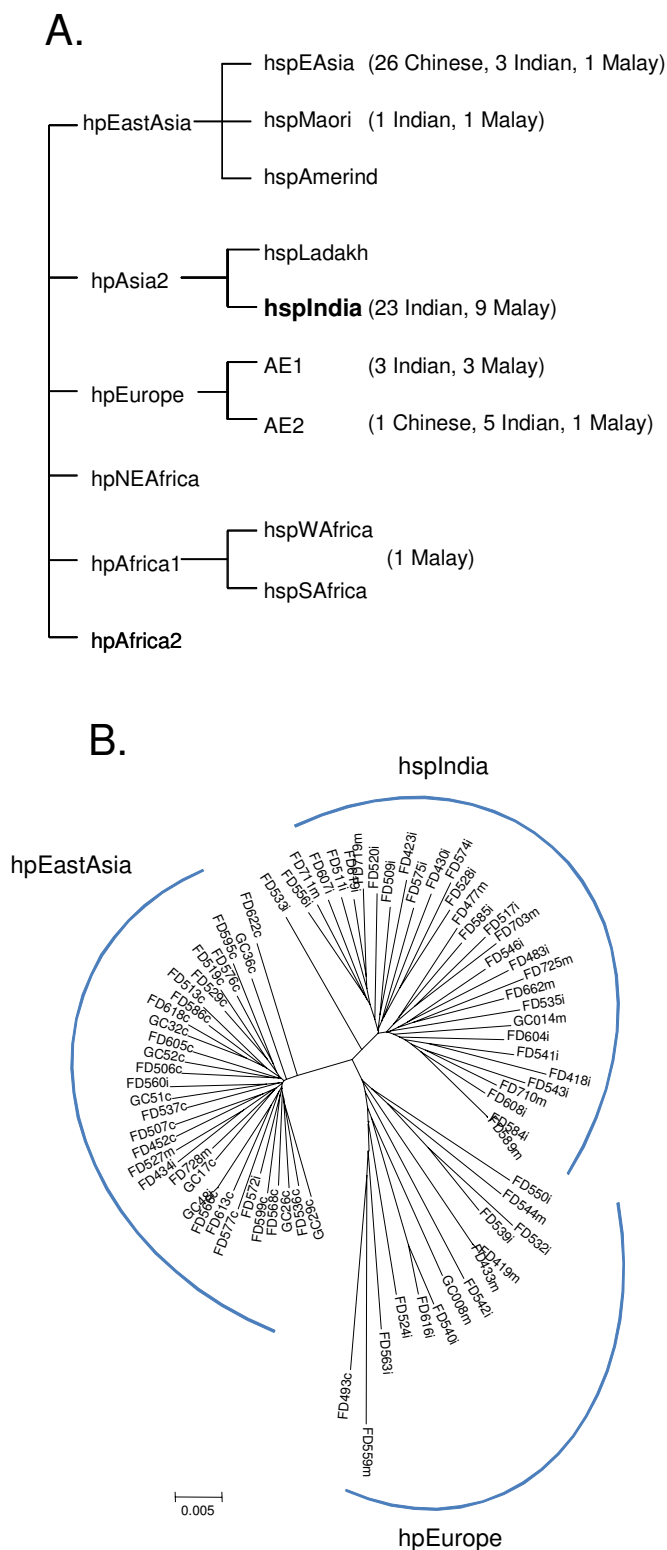 A.
hspEAsia (26 Chinese, 3 Indian, 1 Malay)
hpEastAsia
hspMaori (1 Indian, 1 Malay)
hspAmerind
hspLadakh
hpAsia2
hspIndia (23 Indian, 9 Malay)
AE1 (3 Indian, 3 Malay)
hpEurope
AE2 (1 Chinese, 5 Indian, 1 Malay)
hpNEAfrica
hspWAfrica
hpAfrica1
(1 Malay)
hspSAfrica
hpAfrica2
B.
hspIndia
hpEastAsia
FD533i
FD711m
FD556i
FD607i
FD511i
FD719m
FD520i
FD509i
FD423i
FD575i
FD430i
FD574i
FD528i
FD477m
FD585i
FD517i
FD703m
FD546i
FD483i
FD725m
FD662m
FD535i
GC014m
FD604i
FD541i
FD418i
FD543i
FD710m
FD608i
FD584i
FD589m
FD550i
FD544m
FD532i
FD539i
FD419m
FD433m
FD542i
GC008m
FD540i
FD616i
FD524i
FD563i
FD559m
FD493c
GC29c
FD536c
GC26c
FD568c
FD599c
FD572i
FD577c
FD613c
FD566c
GC48i
GC17c
FD728m
FD434i
FD527m
FD452c
FD507c
FD537c
GC51c
FD560i
FD506c
GC52c
FD605c
GC32c
FD618c
FD586c
FD513c
FD529c
FD519c
FD576c
FD595c
GC36c
FD622c
0.005
hpEurope